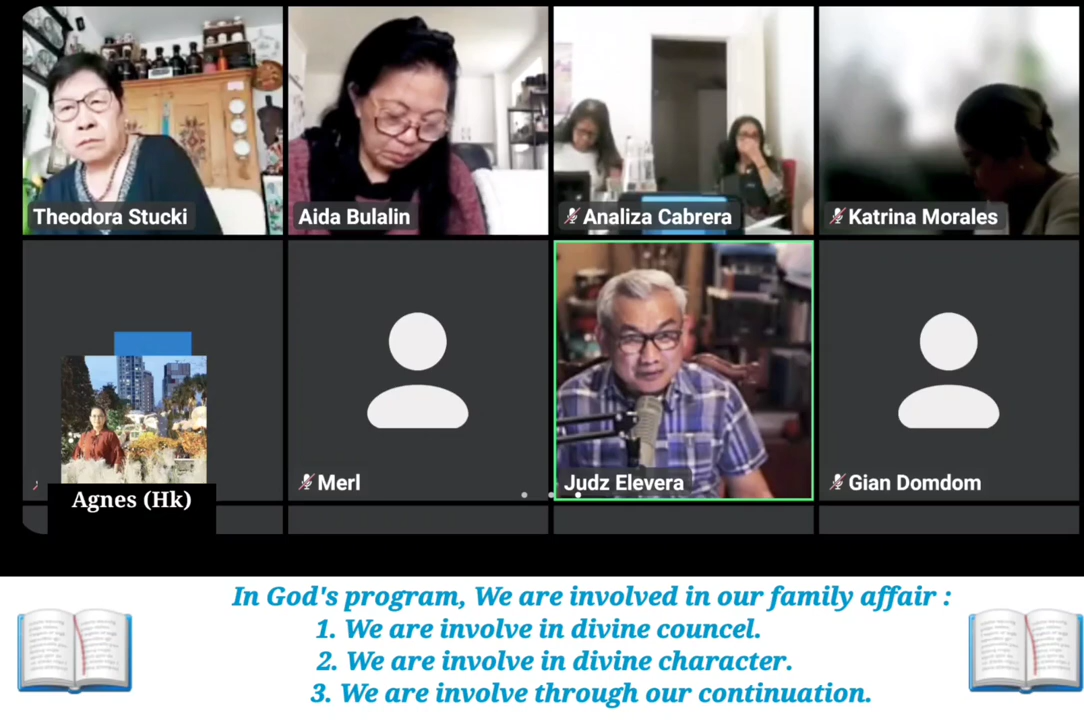 Theodora Stucki
Aida Bulalin
Analiza Cabrera
Katrina Morales
Agnes (Hk)
Merl
Judz Elevera
Gian Domdom
In God's program, We are involved in our family affair :
1. We are involve in divine councel.
2. We are involve in divine character.
3. We are involve through our continuation.